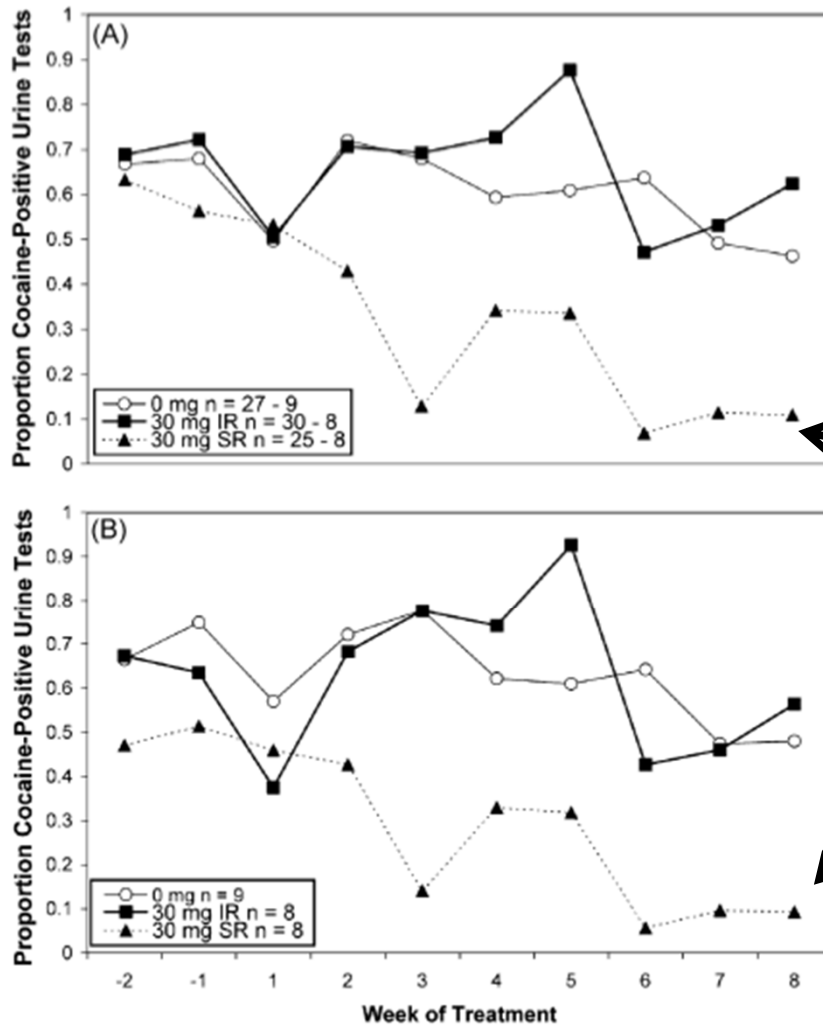 Proportion Cocaine-Positive Urine Tests
(A)
1
0.9
0.8
0.7
0.6
0.5
0.4
0.3
0.2
0.1
0
0 mg n = 27 - 9
30 mg IR n = 30 - 8
30 mg SR n = 25 - 8
Proportion Cocaine-Positive Urine Tests
(B)
1
0.9
0.8
0.7
0.6
0.5
0.4
0.3
0.2
0.1
0
0 mg n = 9
30 mg IR n = 8
30 mg SR n = 8
-2 -1 1 2 3 4 5 6 7 8
Week of Treatment